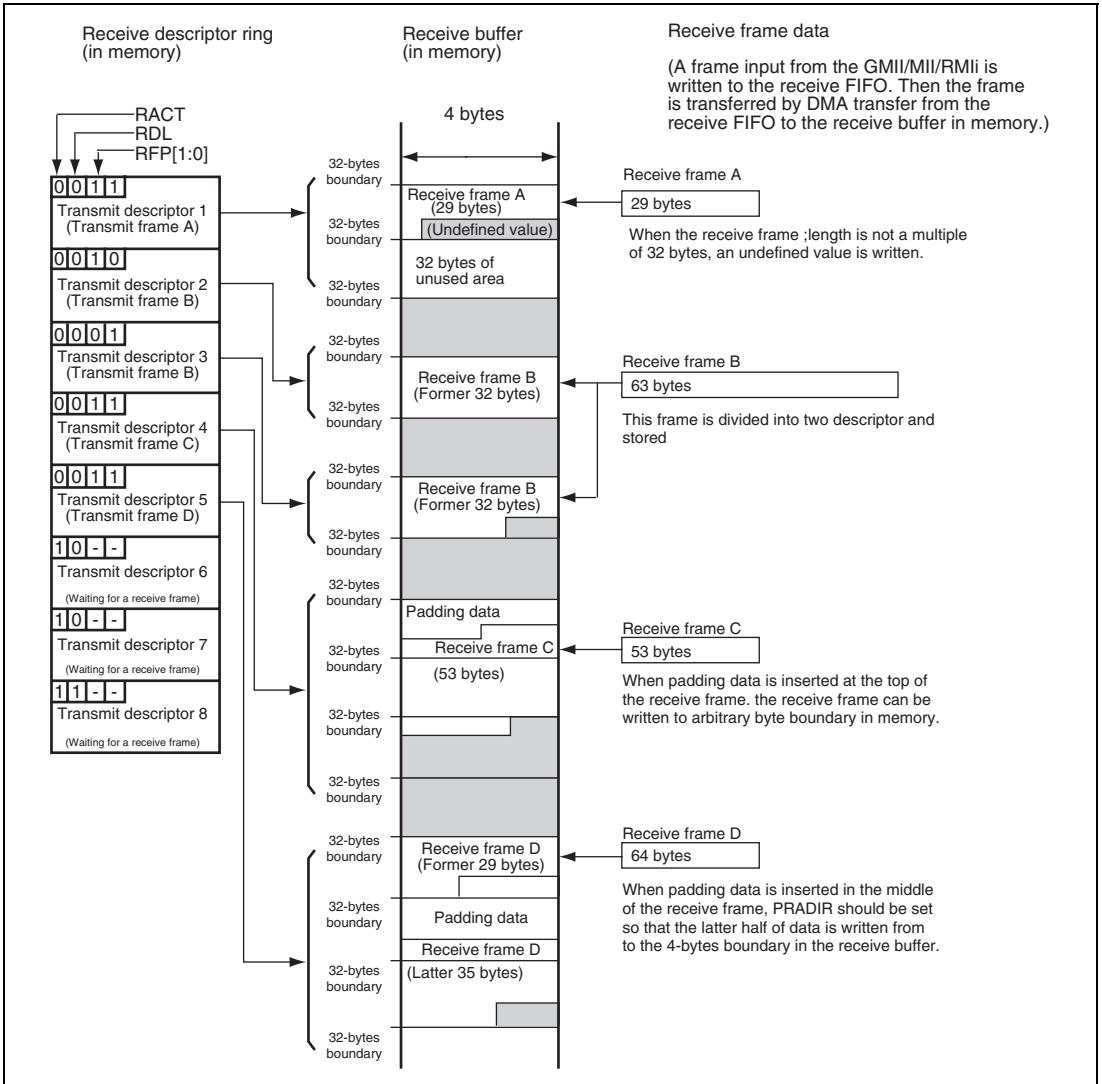 Receive descriptor ring
(in memory)
RACT
RDL
RFP[1:0]
0 0 1 1
Transmit descriptor 1
(Transmit frame A)
0 0 1 0
Transmit descriptor 2
(Transmit frame B)
0 0 0 1
Transmit descriptor 3
(Transmit frame B)
0 0 1 1
Transmit descriptor 4
(Transmit frame C)
0 0 1 1
Transmit descriptor 5
(Transmit frame D)
1 0 - -
Transmit descriptor 6
(Waiting for a receive frame)
1 0 - -
Transmit descriptor 7
(Waiting for a receive frame)
1 1 - -
Transmit descriptor 8
(Waiting for a receive frame)
Receive buffer
(in memory)
4 bytes
32-bytes
boundary
32-bytes
boundary
32-bytes
boundary
32-bytes
boundary
32-bytes
boundary
32-bytes
boundary
32-bytes
boundary
32-bytes
boundary
32-bytes
boundary
32-bytes
boundary
32-bytes
boundary
32-bytes
boundary
32-bytes
boundary
32-bytes
boundary
32-bytes
boundary
Receive frame A
(29 bytes)
(Undefined value)
32 bytes of
unused area
Receive frame B
(Former 32 bytes)
Receive frame B
(Former 32 bytes)
Padding data
Receive frame C
(53 bytes)
Receive frame D
(Former 29 bytes)
Padding data
Receive frame D
(Latter 35 bytes)
Receive frame data
(A frame input from the GMII/MII/RMIi is
written to the receive FIFO. Then the frame
is transferred by DMA transfer from the
receive FIFO to the receive buffer in memory.)
Receive frame A
29 bytes
When the receive frame ;length is not a multiple
of 32 bytes, an undefined value is written.
Receive frame B
63 bytes
This frame is divided into two descriptor and
stored
Receive frame C
53 bytes
When padding data is inserted at the top of
the receive frame. the receive frame can be
written to arbitrary byte boundary in memory.
Receive frame D
64 bytes
When padding data is inserted in the middle
of the receive frame, PRADIR should be set
so that the latter half of data is written from
to the 4-bytes boundary in the receive buffer.